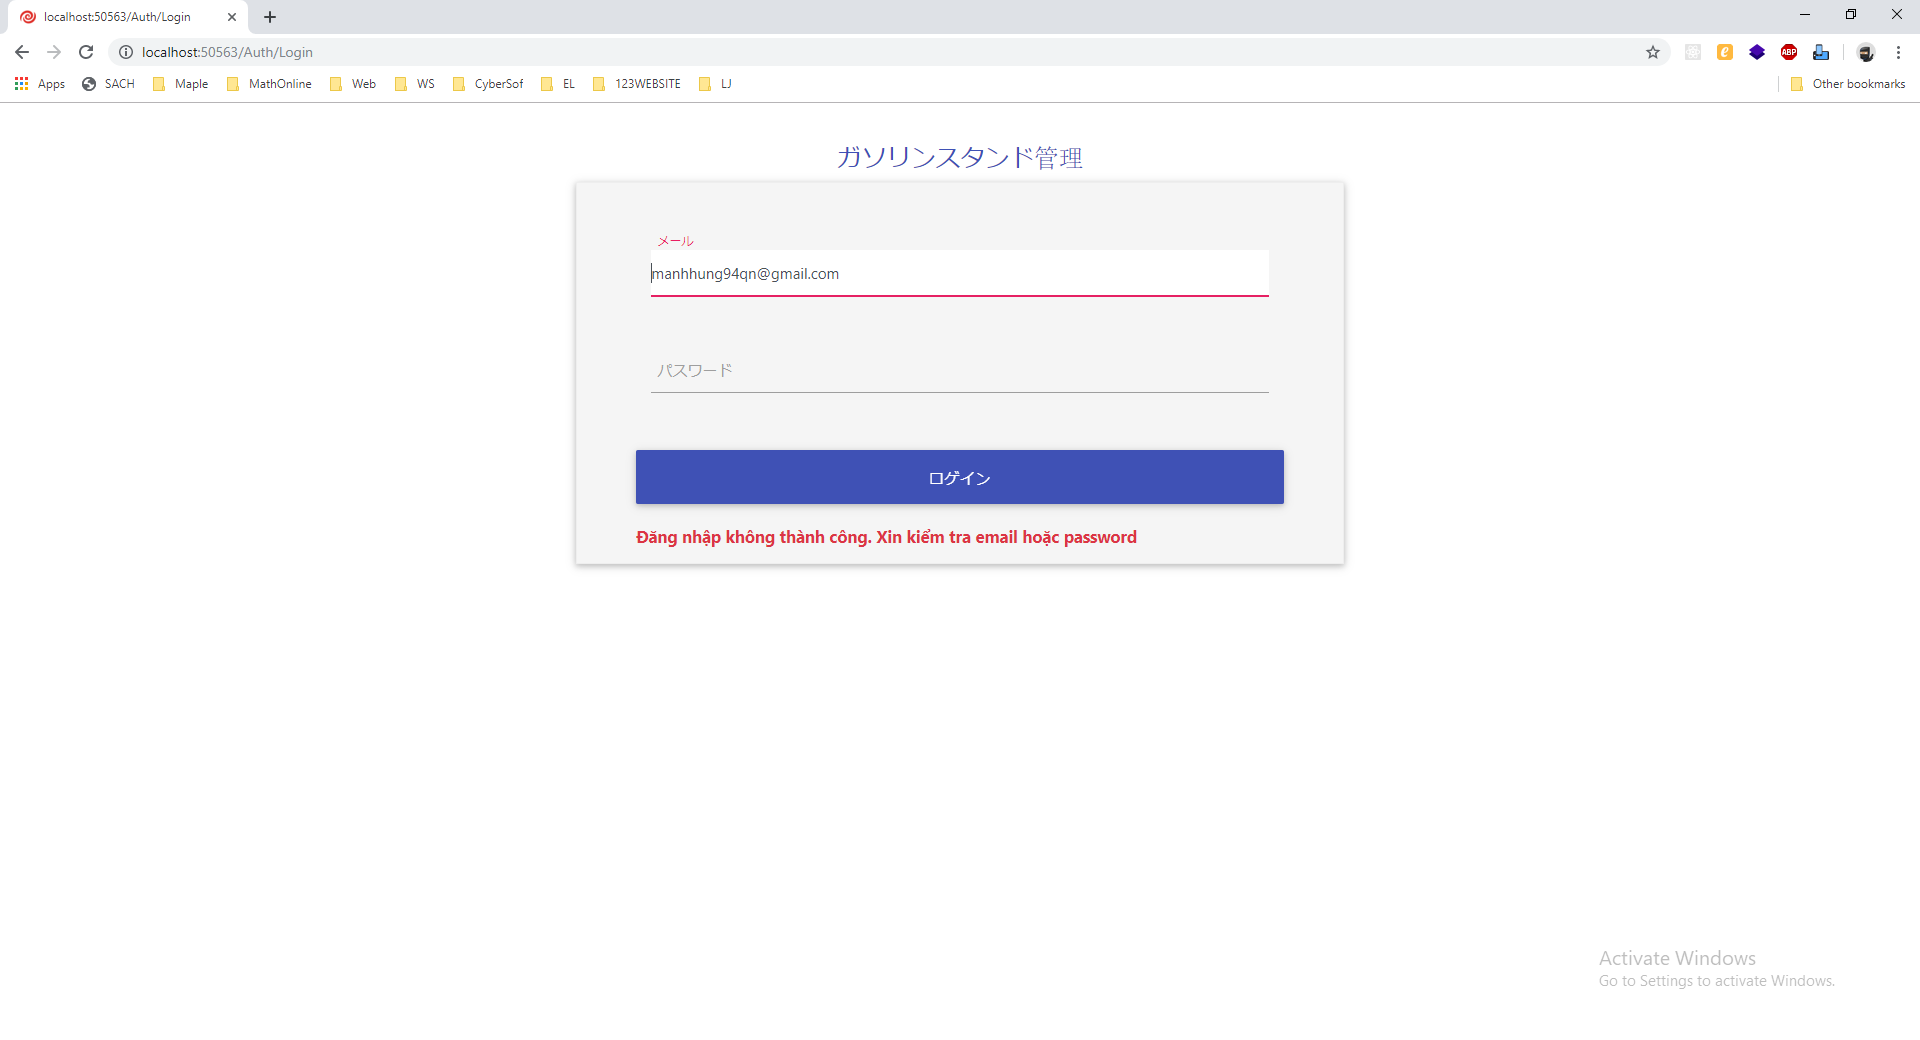 localhost:50563/Auth/Login
localhost:50563/Auth/Login
ABP
Apps SACH Maple MathOnline Web WS CyberSof EL 123WEBSITE LJ Other bookmarks
ガソリンスタンド管理
メール
manhhung94qn@gmail.com
パスワード
ロゲイン
Đăng nhập không thành công. Xin kiểm tra email hoặc password
Activate Windows
Go to Settings to activate Windows.